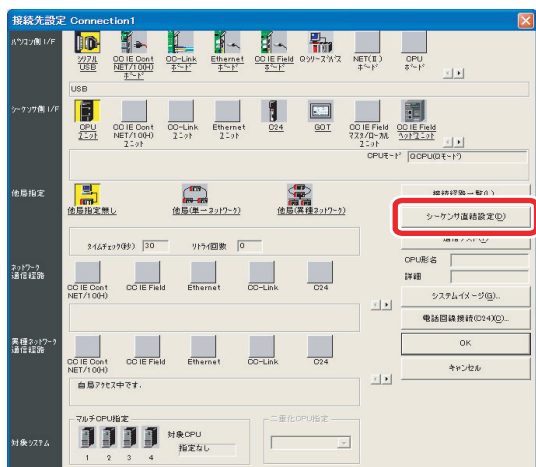 接続先設定 Connection1
パソコン側 I/F
シリアル
USB
CC IE Cont
NET/10(H)
ボード
CC-Link
ボード
Ethernet
ボード
CC IE Field
ボード
Qシリーズバス
NET(II)
ボード
CPU
ボード
USB
シーケンサ側 I/F
CPU
ユニット
CC IE Cont
NET/10(H)
ユニット
CC-Link
ユニット
Ethernet
ユニット
C24
GOT
CC IE Field
マスタ/ローカル
ユニット
CC IE Field
ヘッドユニット
CPUモード QCPU(Qモード)
他局指定
他局指定無し
他局(単一ネットワーク)
他局(異種ネットワーク)
接続経路一覧(L)
シーケンサ直結設定(D)
通信テスト(T)
タイムチェック(秒) 30 リトライ回数 0
CPU形名
詳細
ネットワーク
通信経路
CC IE Cont
NET/10(H)
CC IE Field
Ethernet
CC-Link
C24
システムイメージ(G)...
電話回線接続(C24)(O)...
OK
キャンセル
異種ネットワーク
通信経路
CC IE Cont
NET/10(H)
CC IE Field
Ethernet
CC-Link
C24
自局アクセス中です.
対象システム
マルチCPU指定
1 2 3 4
対象CPU
指定なし
二重化CPU指定